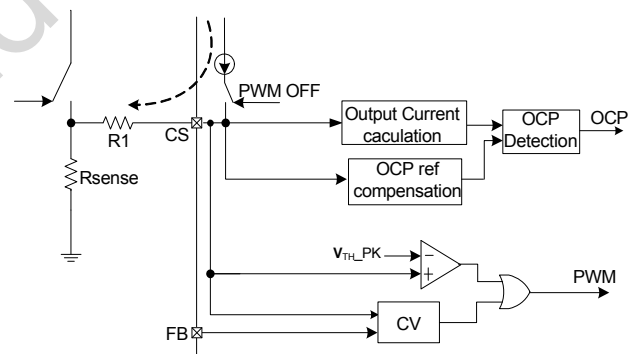 PWM OFF
R1
CS
Output Current
caculation
OCP
Detection
OCP
Rsense
OCP ref
compensation
VTH_PK
−
+
PWM
CV
FB